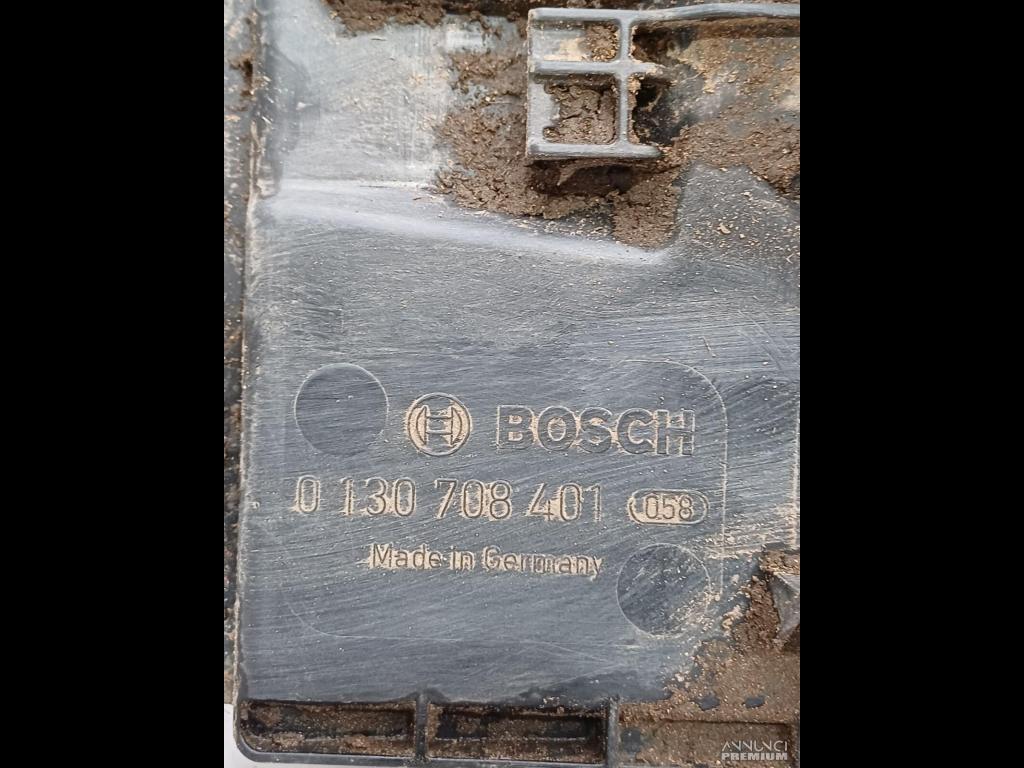 BOSCH
0 130 708 401 058
Made in Germany
ANNUNCI
PREMIUM